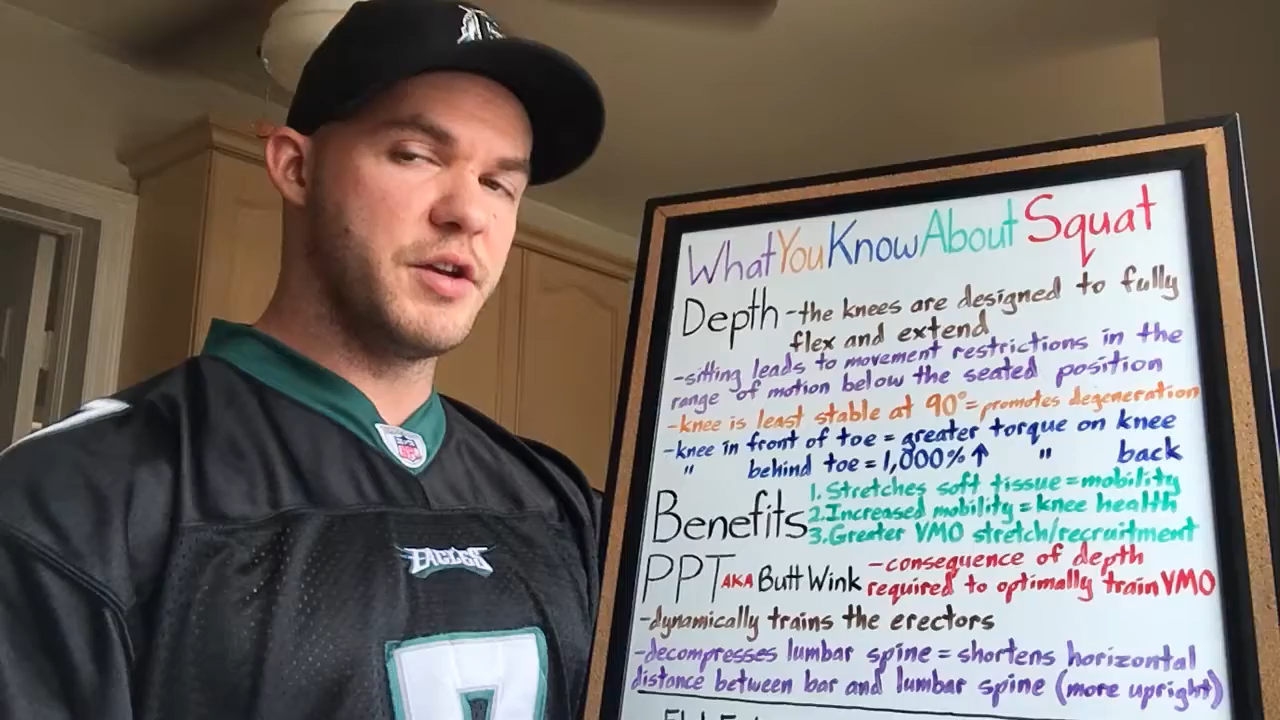 What You Know About Squat
Depth -the knees are designed to fully
flex and extend
-sitting leads to movement restrictions in the
range of motion below the seated position
-knee is least stable at 90°=promotes degeneration
-knee in front of toe = greater torque on knee
" behind toe = 1,000%↑ " back
Benefits 1. Stretches soft tissue=mobility
2. Increased mobility = knee health
3. Greater VMO stretch/recruitment
PPT AKA Butt Wink -consequence of depth
required to optimally train VMO
-dynamically trains the erectors
-decompresses lumbar spine = shortens horizontal
distance between bar and lumbar spine (more upright)
NFL
EAGLES